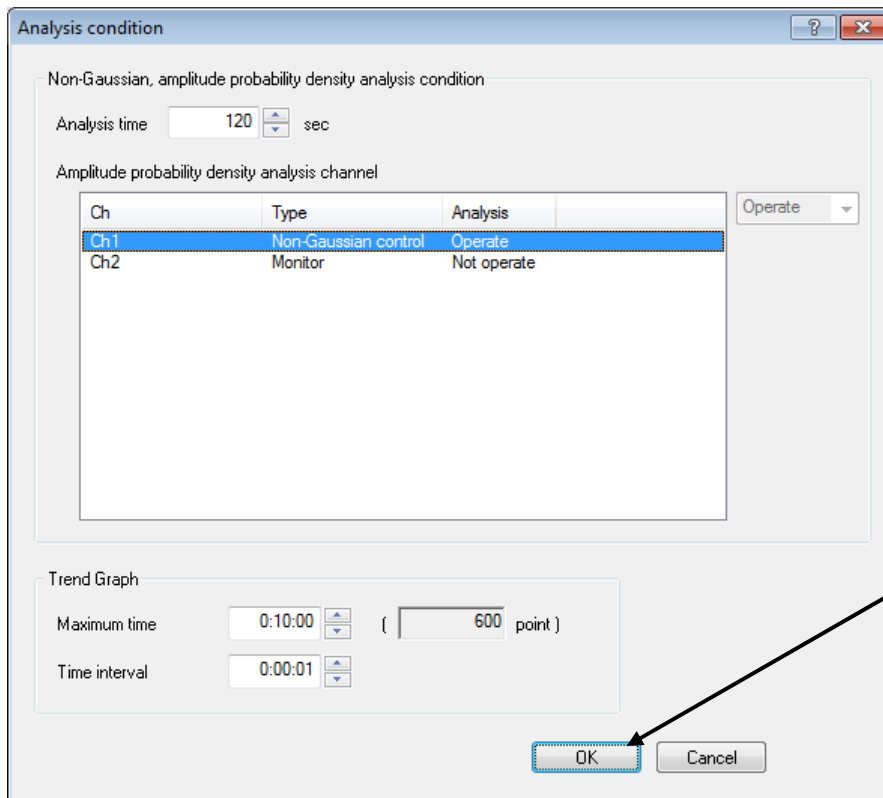 Analysis condition
Non-Gaussian, amplitude probability density analysis condition
Analysis time 120 sec
Amplitude probability density analysis channel
Ch Type Analysis Operate
Ch1 Non-Gaussian control Operate
Ch2 Monitor Not operate
Trend Graph
Maximum time 0:10:00 ( 600 point )
Time interval 0:00:01
OK Cancel